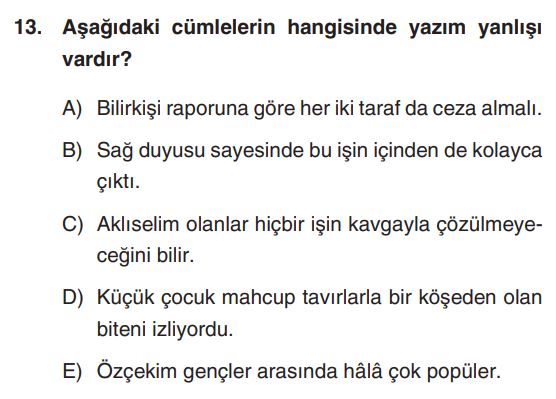 13. Aşağıdaki cümlelerin hangisinde yazım yanlışı
vardır?
A) Bilirkişi raporuna göre her iki taraf da ceza almalı.
B) Sağ duyusu sayesinde bu işin içinden de kolayca
çıktı.
C) Aklıselim olanlar hiçbir işin kavgayla çözülmeye-
ceğini bilir.
D) Küçük çocuk mahcup tavırlarla bir köşeden olan
biteni izliyordu.
E) Özçekim gençler arasında hâlâ çok popüler.